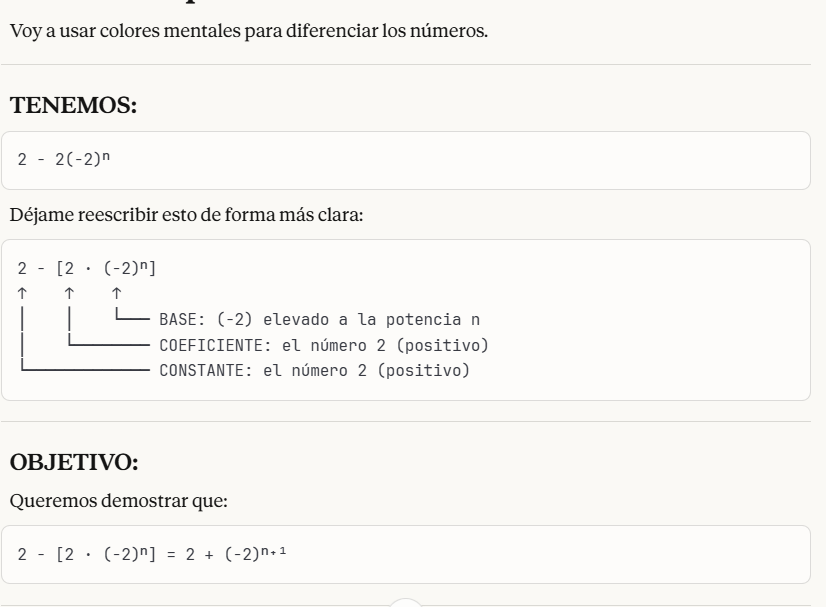 Voy a usar colores mentales para diferenciar los números.
TENEMOS:
2 - 2(-2)ⁿ
Déjame reescribir esto de forma más clara:
2 - [2 · (-2)ⁿ]
↑   ↑   ↑
│   │   └── BASE: (-2) elevado a la potencia n
│   └────── COEFICIENTE: el número 2 (positivo)
└────────── CONSTANTE: el número 2 (positivo)
OBJETIVO:
Queremos demostrar que:
2 - [2 · (-2)ⁿ] = 2 + (-2)ⁿ⁺¹